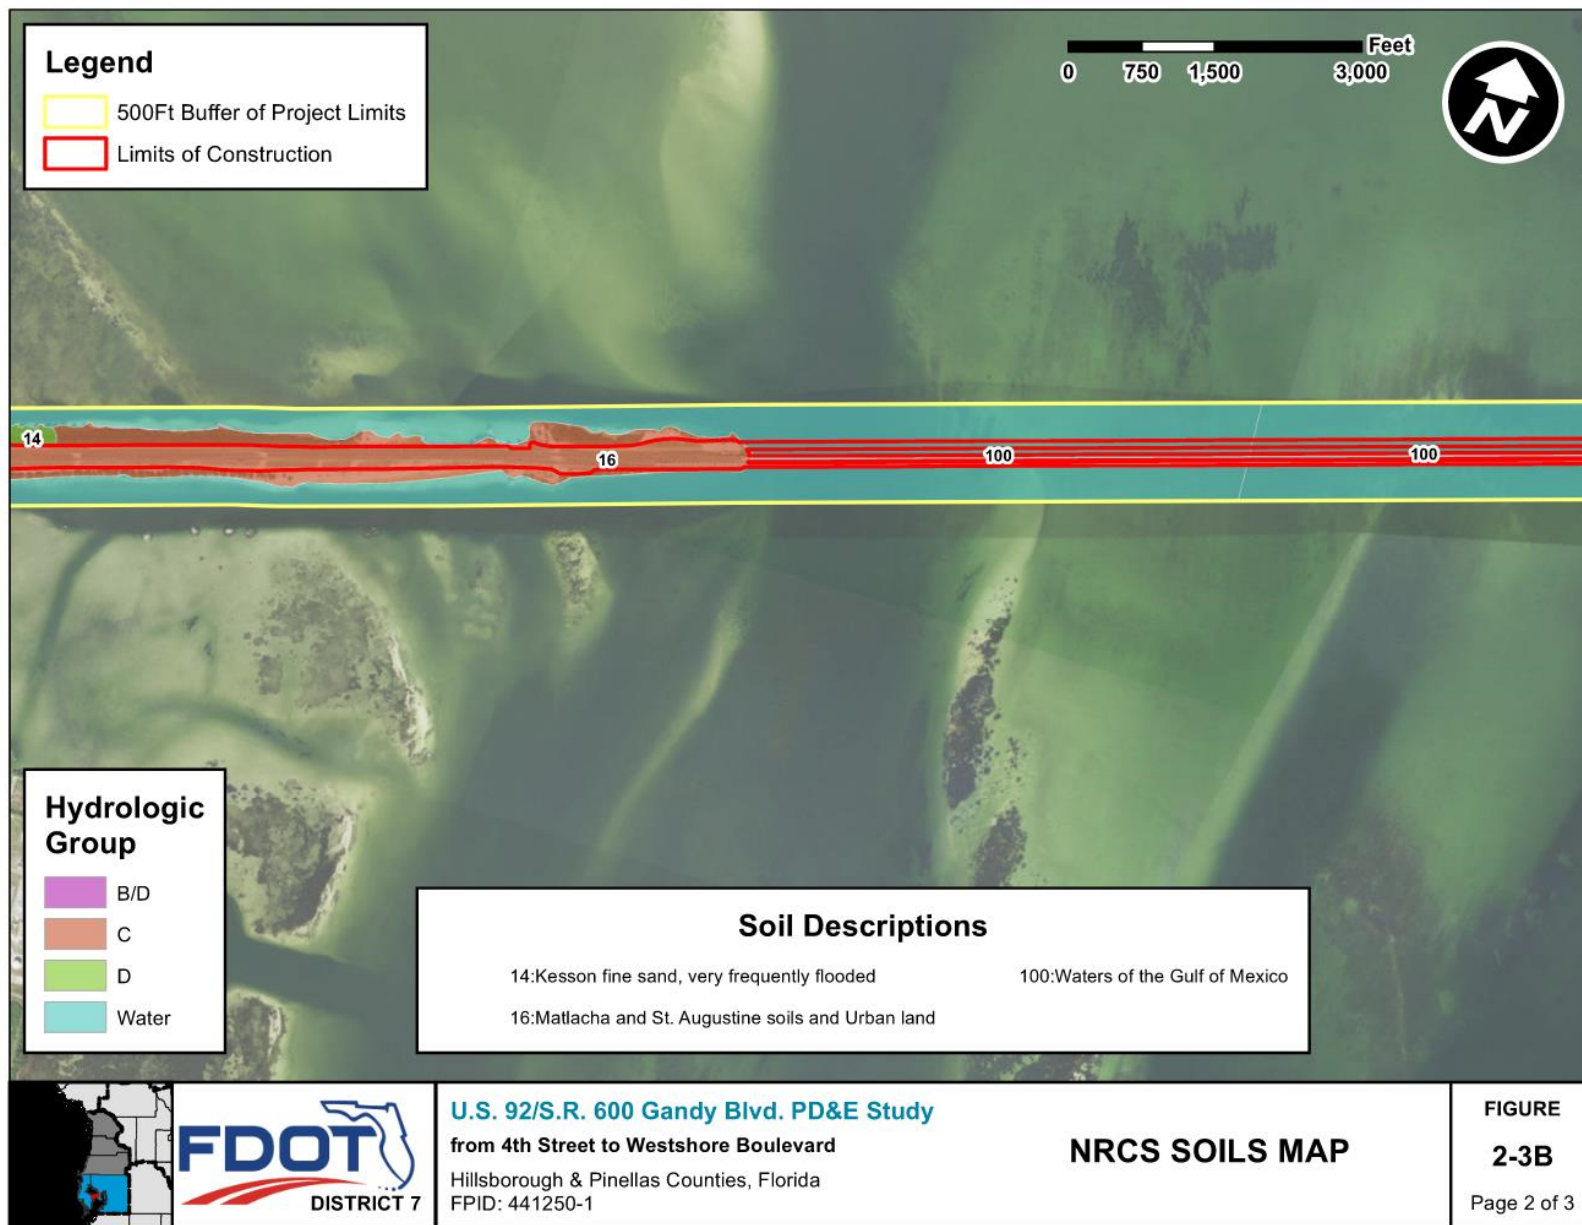 Legend
500Ft Buffer of Project Limits
Limits of Construction
Feet
0 750 1,500 3,000
N
14
16
100
100
Hydrologic
Group
B/D
C
D
Water
Soil Descriptions
14:Kesson fine sand, very frequently flooded
100:Waters of the Gulf of Mexico
16:Matlacha and St. Augustine soils and Urban land
FDOT
DISTRICT 7
U.S. 92/S.R. 600 Gandy Blvd. PD&E Study
from 4th Street to Westshore Boulevard
Hillsborough & Pinellas Counties, Florida
FPID: 441250-1
NRCS SOILS MAP
FIGURE
2-3B
Page 2 of 3